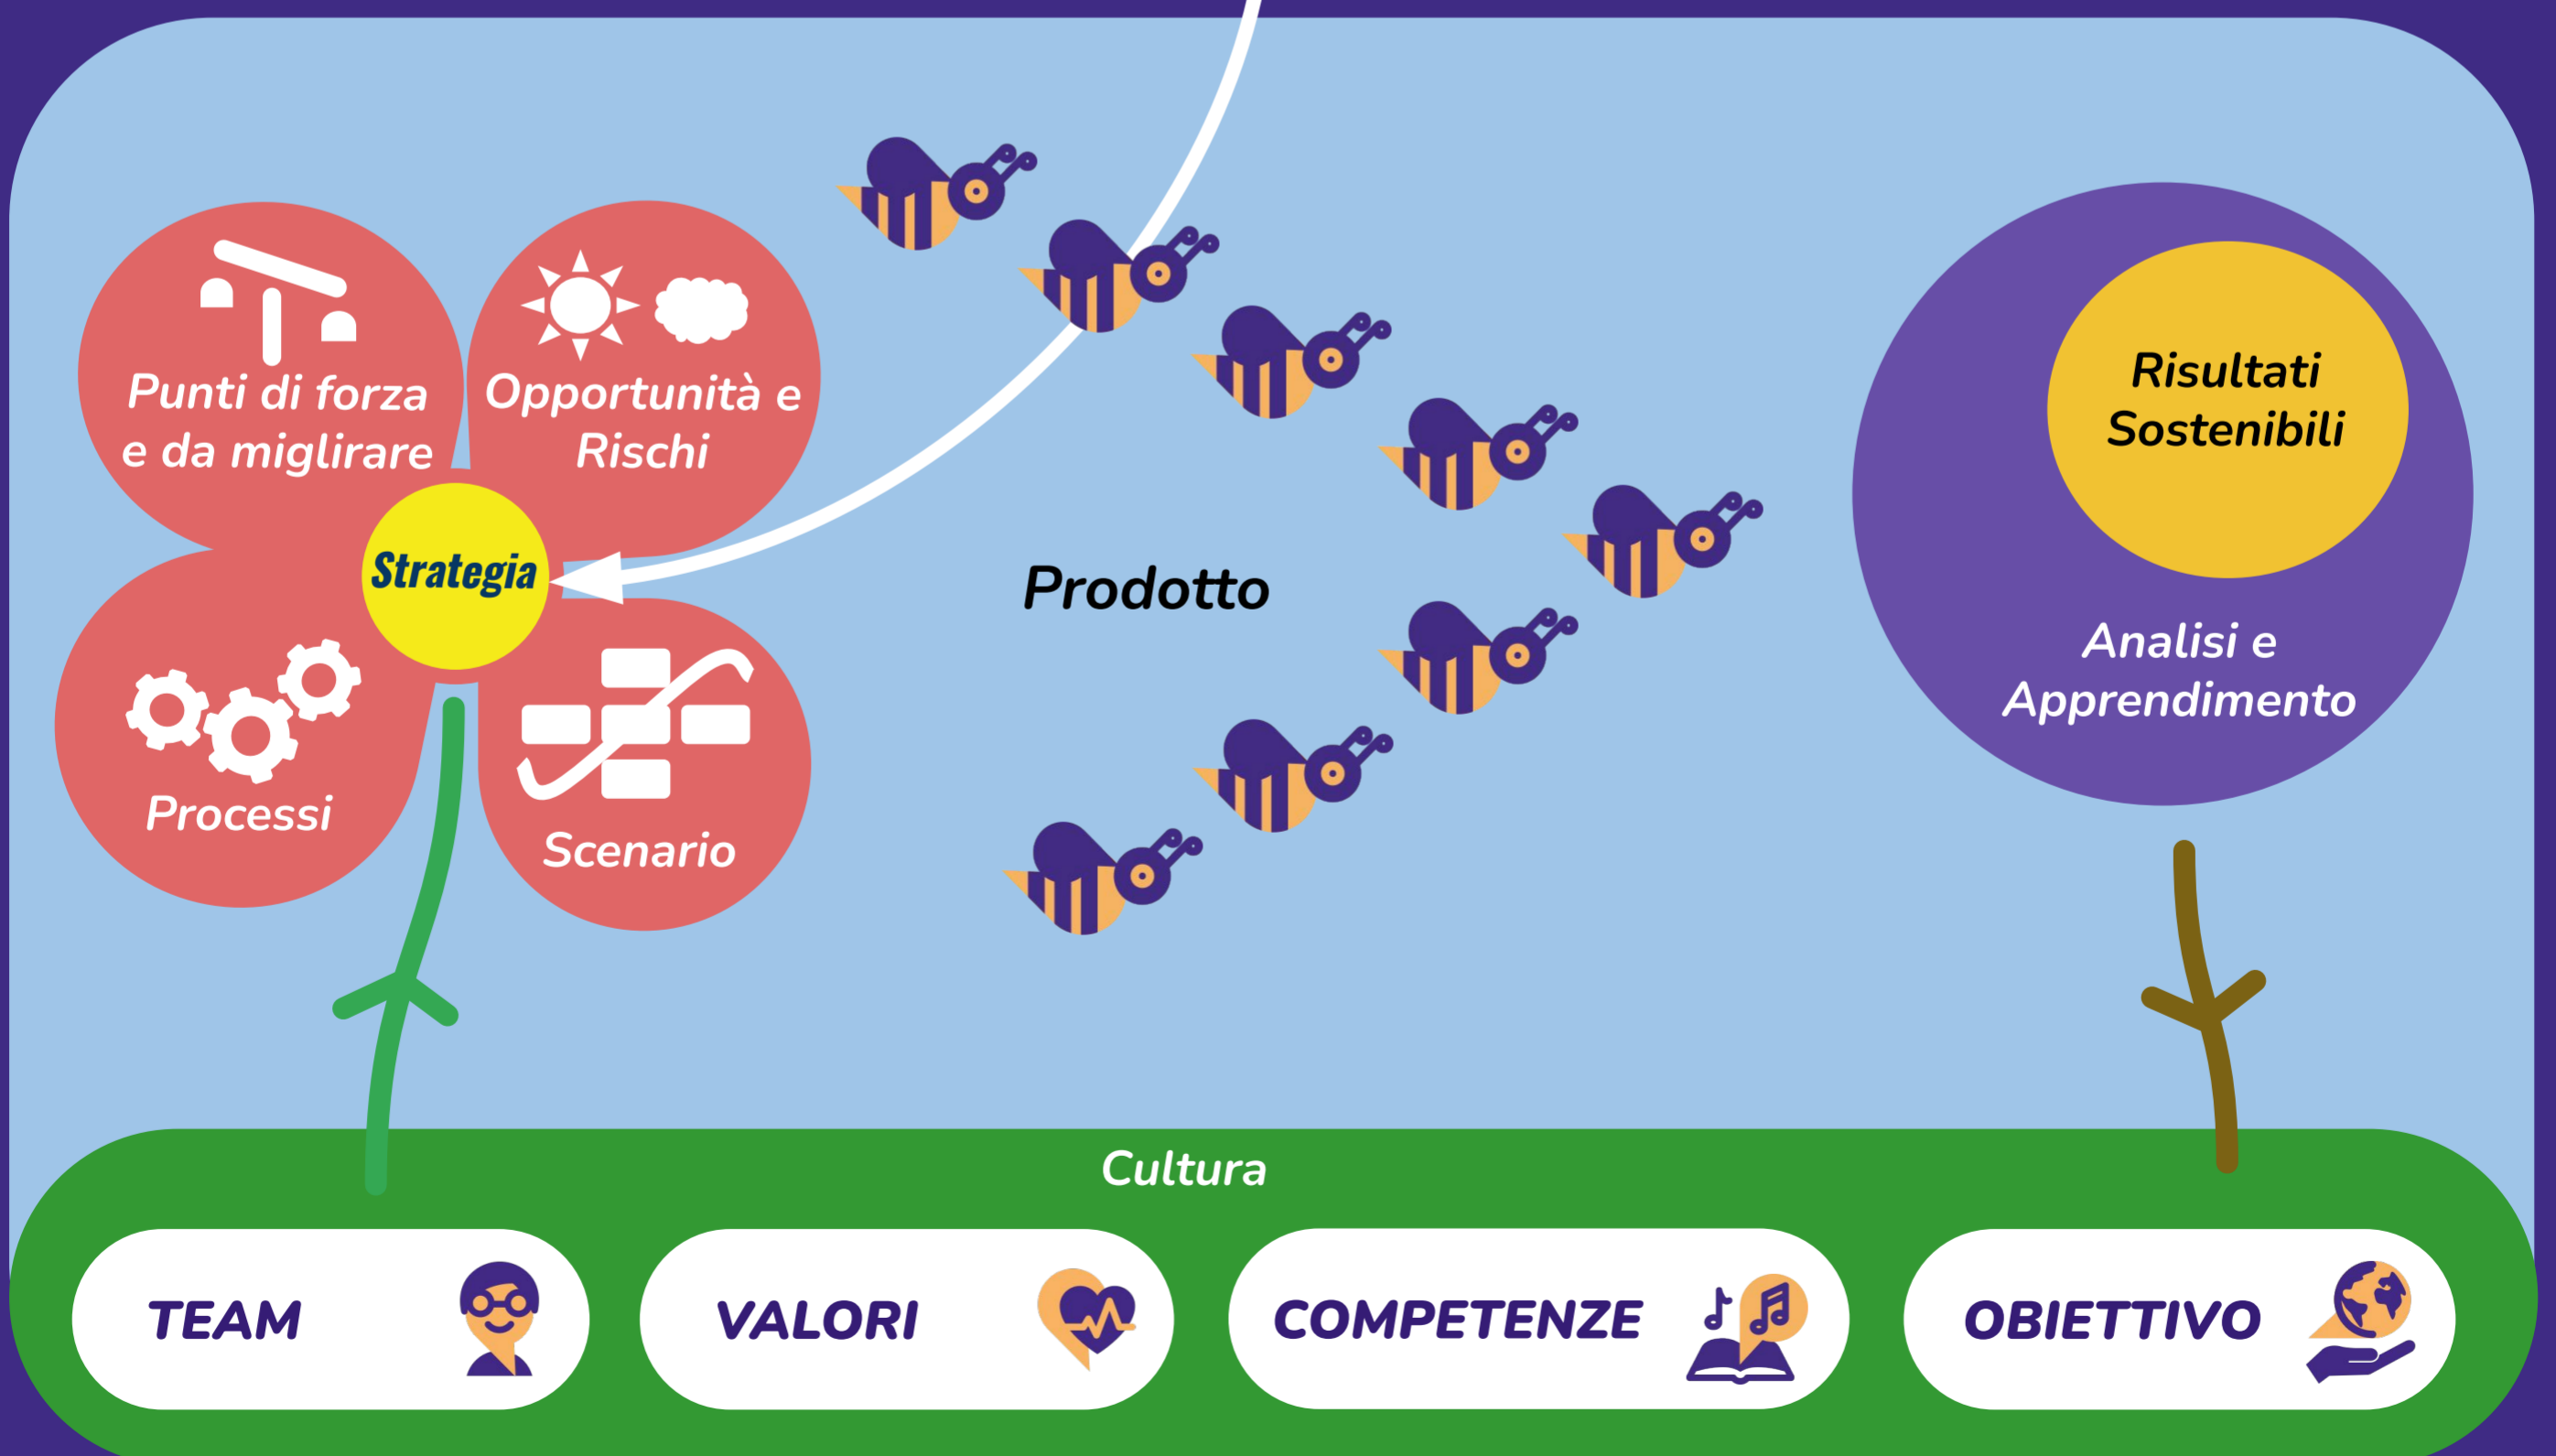 Punti di forza
e da miglirare
Opportunità e
Rischi
Strategia
Processi
Scenario
Prodotto
Risultati
Sostenibili
Analisi e
Apprendimento
Cultura
TEAM
VALORI
COMPETENZE
OBIETTIVO